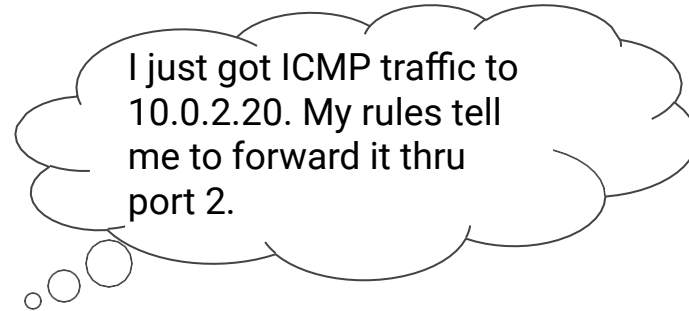 I just got ICMP traffic to
10.0.2.20. My rules tell
me to forward it thru
port 2.